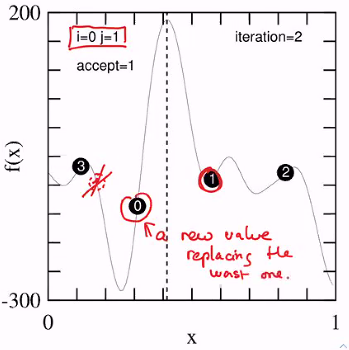 200
i=0 j=1
iteration=2
accept=1
f(x)
3
1
2
0
a new value
replacing the
worst one.
-300
0
1
x